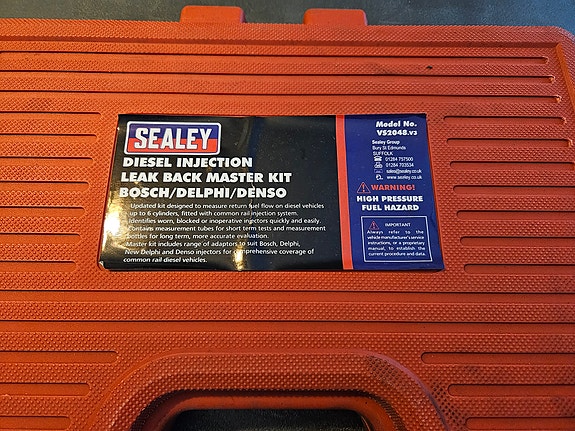 SEALEY
DIESEL INJECTION
LEAK BACK MASTER KIT
BOSCH/DELPHI/DENSO
Updated kit designed to measure return fuel flow on diesel vehicles
up to 6 cylinders, fitted with common rail injection system.
Identifies worn, blocked or inoperative injectors quickly and easily.
Contains measurement tubes for short term tests and measurement
bottles for long term, more accurate evaluation.
Master kit includes range of adaptors to suit Bosch, Delphi,
New Delphi and Denso injectors for comprehensive coverage of
common rail diesel vehicles.
Model No.
VS2048.V3
Sealey Group
Bury St Edmunds
SUFFOLK
01284 757500
01284 703534
sales@sealey.co.uk
www.sealey.co.uk
WARNING!
HIGH PRESSURE
FUEL HAZARD
IMPORTANT
Always refer to the
vehicle manufacturer's service
instructions, or a proprietary
manual, to establish the
current procedure and data.